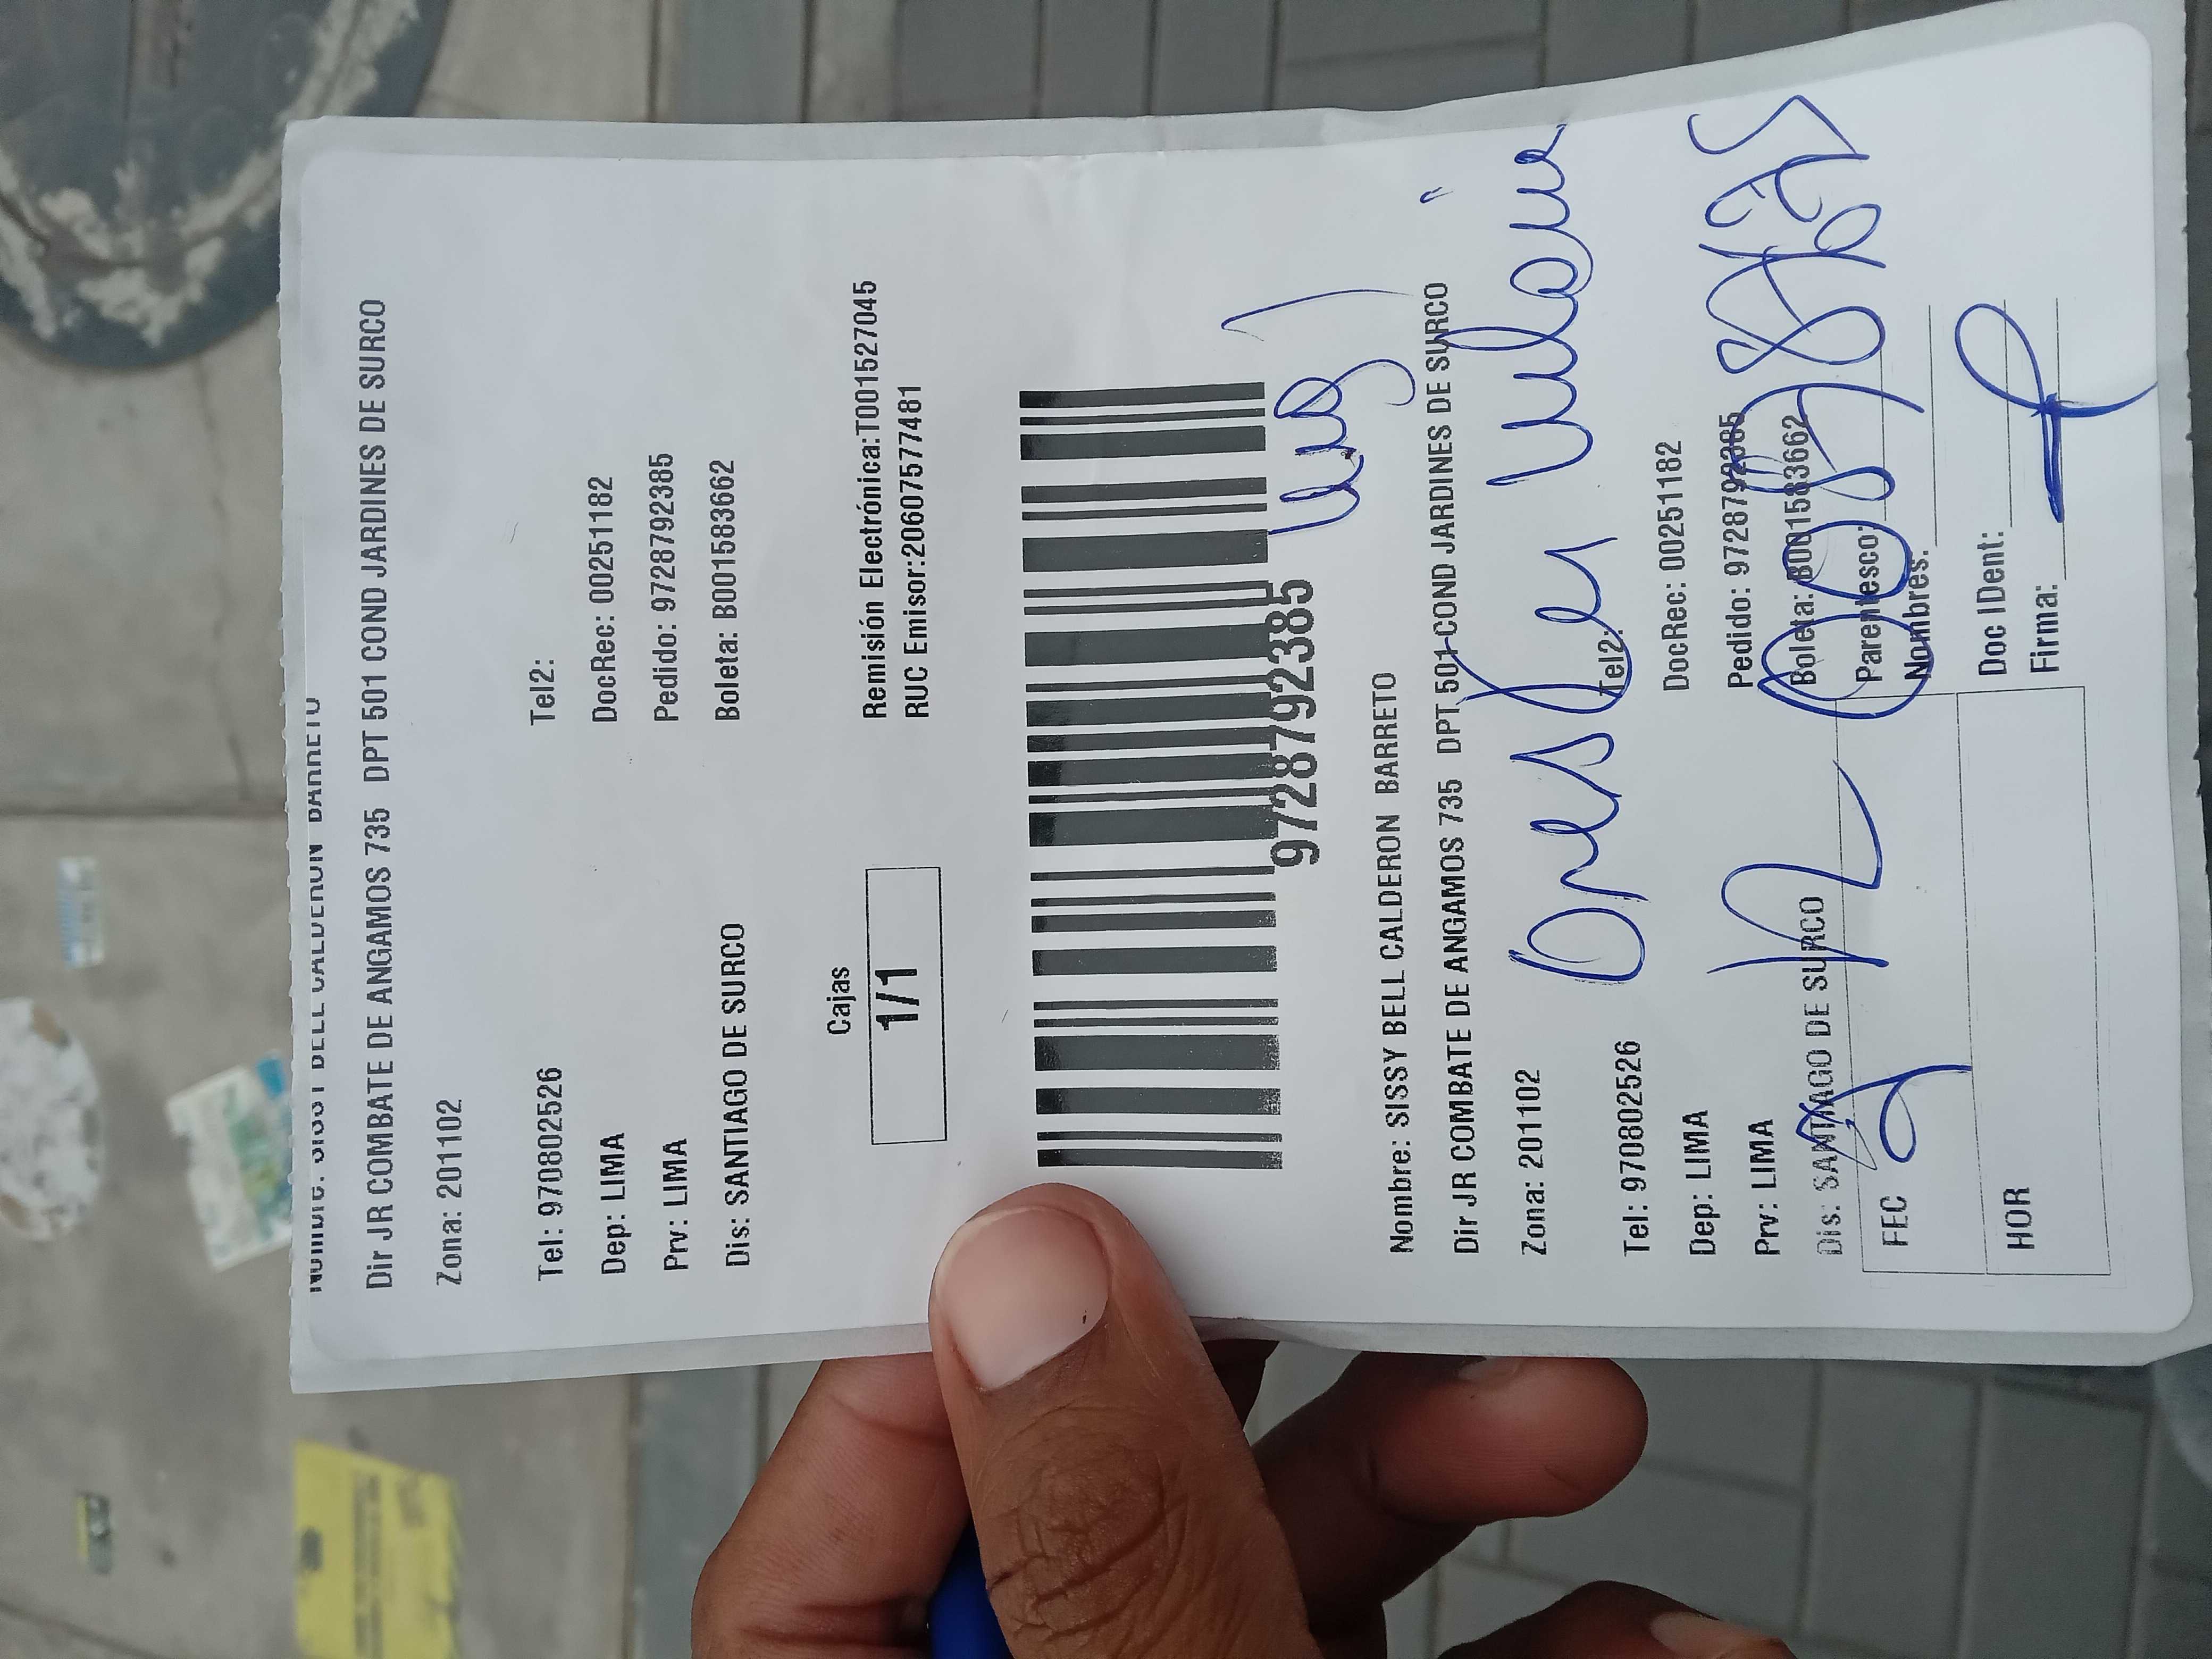 Nombre: SISSY BELL CALDERON BARRETO
Dir JR COMBATE DE ANGAMOS 735 DPT 501 COND JARDINES DE SURCO
Zona: 201102
Tel: 970802526 Tel2:
Dep: LIMA DocRec: 00251182
Prv: LIMA Pedido: 972879792385
Dis: SANTIAGO DE SURCO Boleta: B001583662
Cajas
1/1
Remisión Electrónica:T001527045
RUC Emisor:20607577481
972879792385
Nombre: SISSY BELL CALDERON BARRETO
Dir JR COMBATE DE ANGAMOS 735 DPT 501 COND JARDINES DE SURCO
Zona: 201102
Tel: 970802526 Tel2:
Dep: LIMA DocRec: 00251182
Prv: LIMA Pedido: 972879792385
Dis: SANTIAGO DE SURCO Boleta: B001583662
Parentesco:
FEC Nombres:
HOR Doc IDent:
Firma: